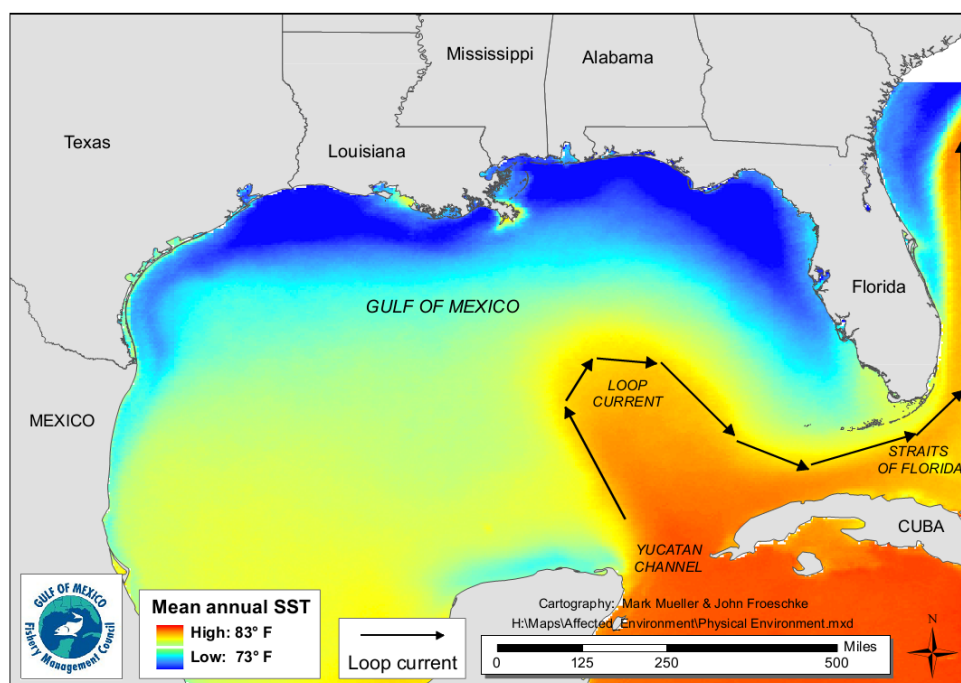 Mississippi
Alabama
Texas
Louisiana
GULF OF MEXICO
Florida
LOOP
CURRENT
MEXICO
STRAITS
OF FLORIDA
CUBA
YUCATAN
CHANNEL
GULF OF MEXICO
Fishery Management Council
Mean annual SST
High: 83° F
Low: 73° F
Loop current
Cartography: Mark Mueller & John Froeschke
H:\Maps\Affected_Environment\Physical Environment.mxd
Miles
0 125 250 500
N